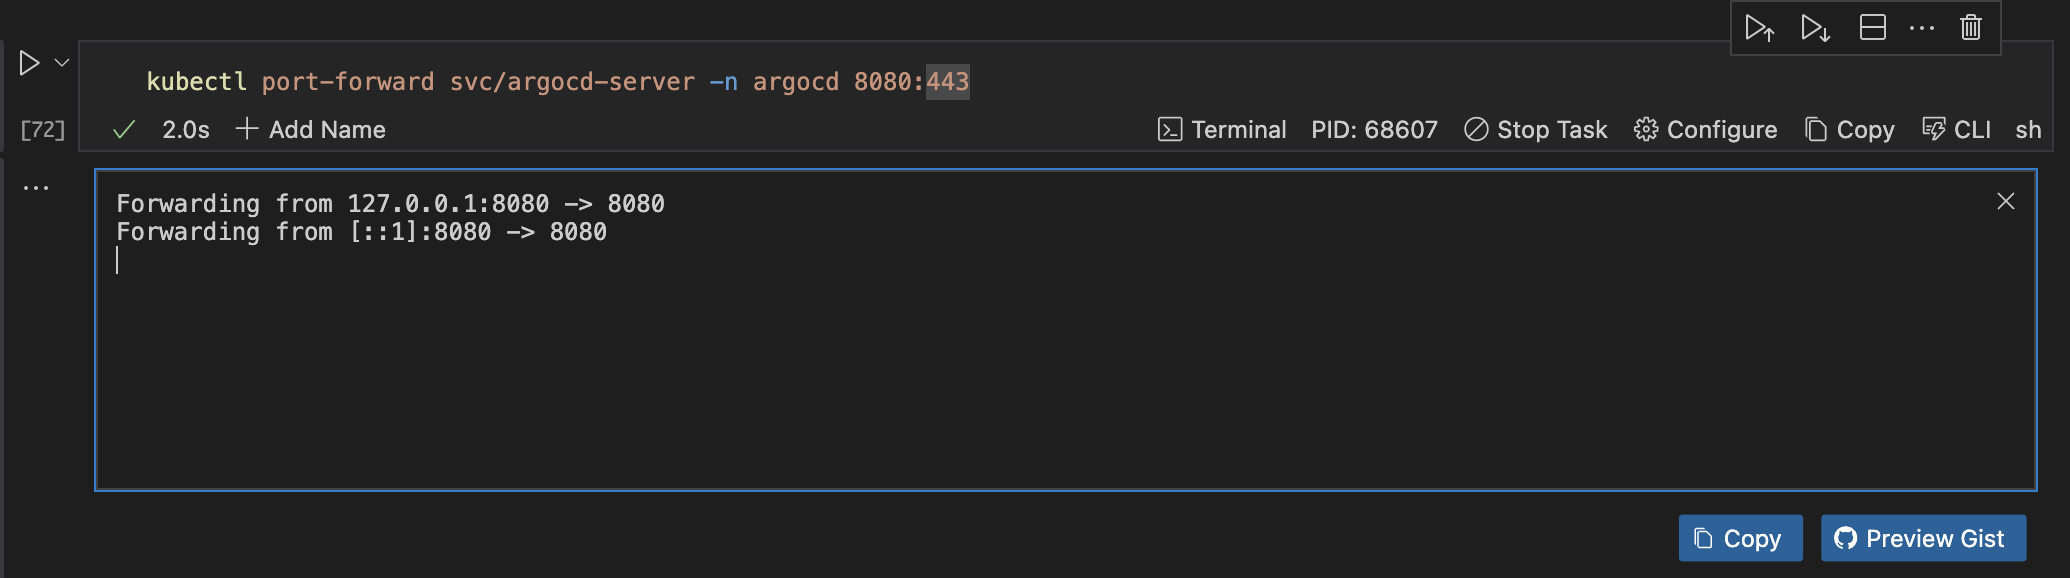 kubectl port-forward svc/argocd-server -n argocd 8080:443
[72] 2.0s Add Name Terminal PID: 68607 Stop Task Configure Copy CLI sh
Forwarding from 127.0.0.1:8080 -> 8080
Forwarding from [::1]:8080 -> 8080
Copy Preview Gist